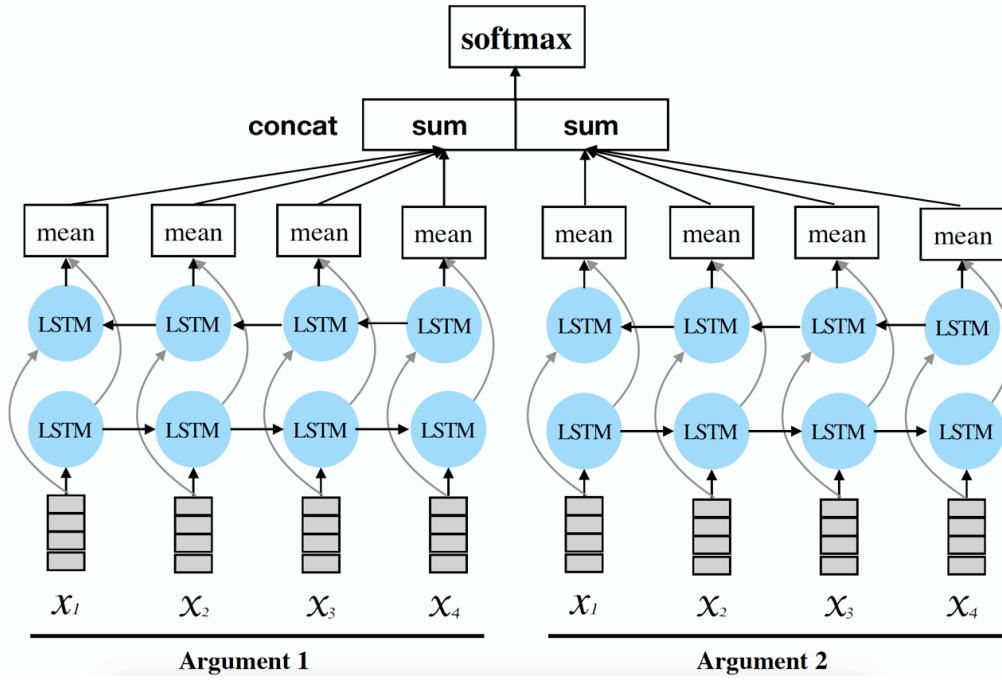 softmax
concat sum sum
mean mean mean mean mean mean mean mean
LSTM LSTM LSTM LSTM LSTM LSTM LSTM LSTM
LSTM LSTM LSTM LSTM LSTM LSTM LSTM LSTM
x1 x2 x3 x4 x1 x2 x3 x4
Argument 1 Argument 2